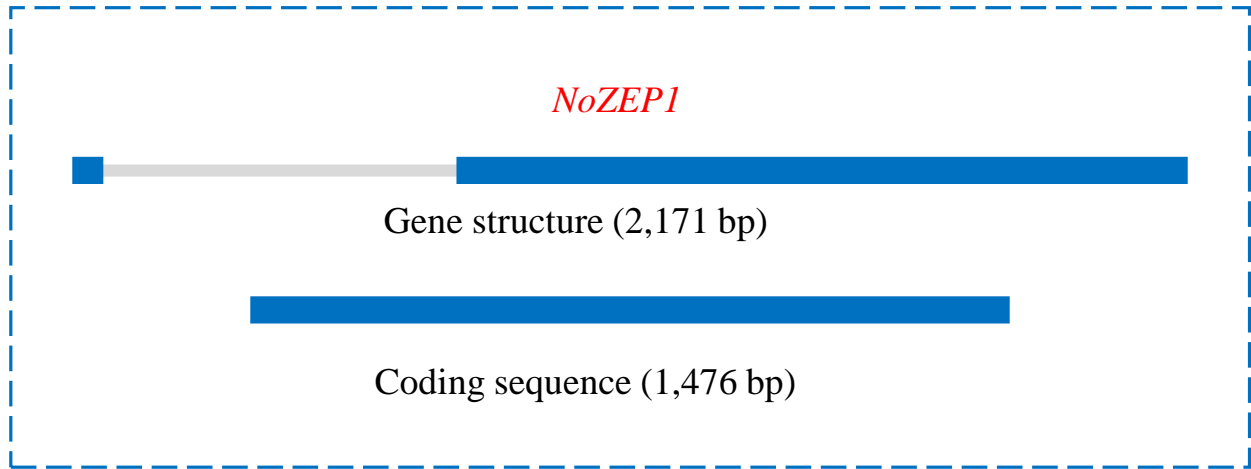 NoZEP1
Gene structure (2,171 bp)
Coding sequence (1,476 bp)